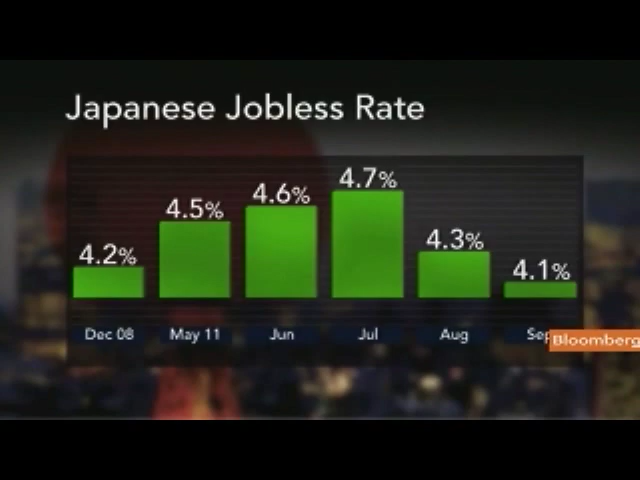 Japanese Jobless Rate
4.2% 4.5% 4.6% 4.7% 4.3% 4.1%
Dec 08 May 11 Jun Jul Aug Sep
Bloomberg